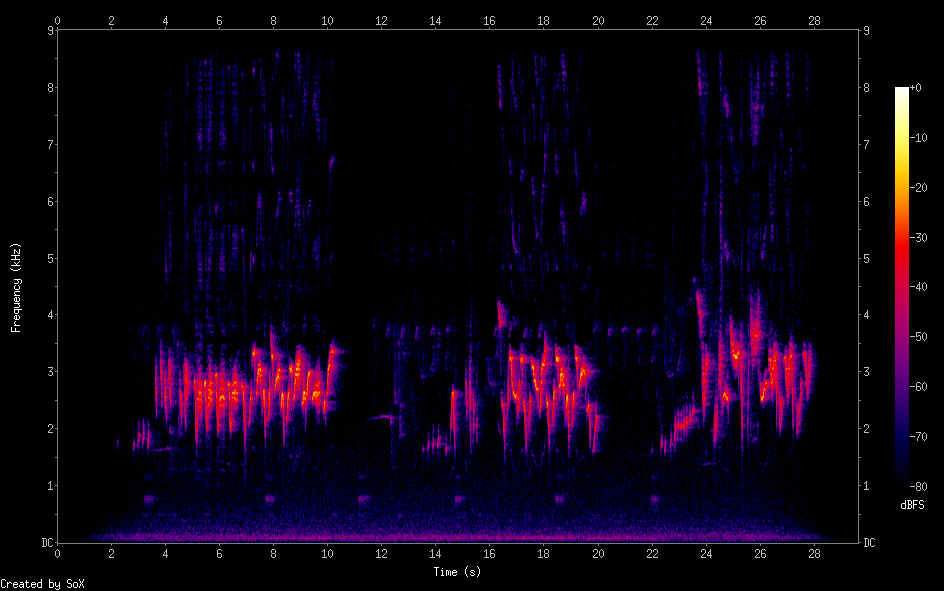 0 2 4 6 8 10 12 14 16 18 20 22 24 26 28
9 9
8 8 +0
7 7 -10
6 6 -20
5 5 -30
4 4 -40
3 3 -50
2 2 -60
1 1 -70
DC DC -80
dBFS
Frequency (kHz)
0 2 4 6 8 10 12 14 16 18 20 22 24 26 28
Time (s)
Created by SoX